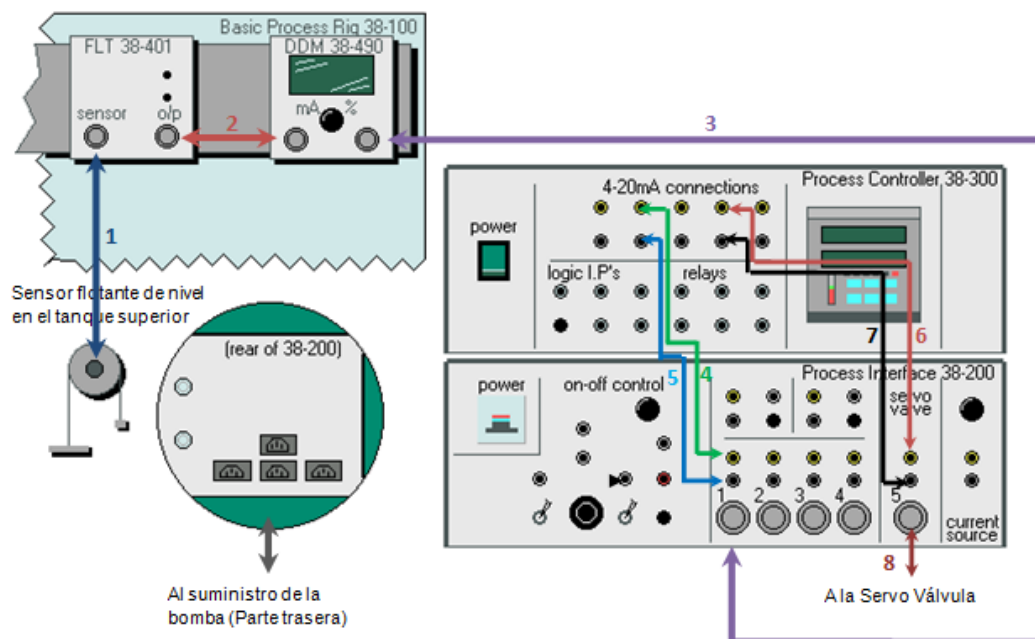 Basic Process Rig 38-100
FLT 38-401
DDM 38-490
mA
%
sensor
o/p
2
3
1
Sensor flotante de nivel
en el tanque superior
(rear of 38-200)
Al suministro de la
bomba (Parte trasera)
4-20mA connections
Process Controller 38-300
power
logic I.P's
relays
7
6
5
4
Process Interface 38-200
power
on-off control
servo
valve
1
2
3
4
5
current
source
8
A la Servo Válvula